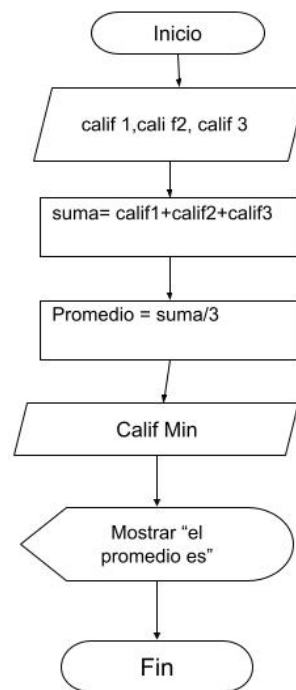 Inicio
calif 1,cali f2, calif 3
suma= calif1+calif2+calif3
Promedio = suma/3
Calif Min
Mostrar “el
promedio es”
Fin